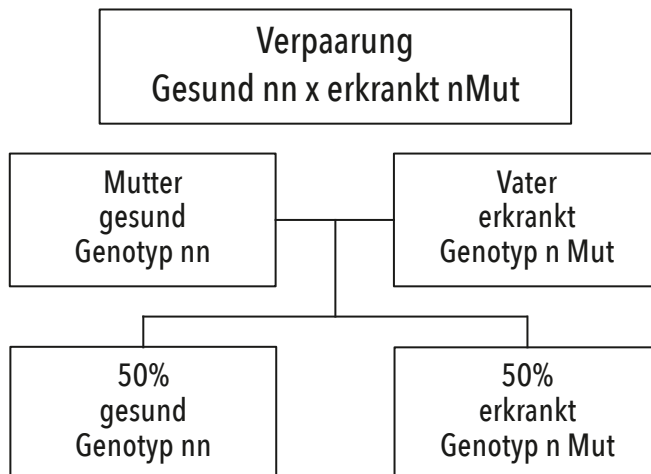 Verpaarung
Gesund nn x erkrankt nMut
Mutter
gesund
Genotyp nn
Vater
erkrankt
Genotyp n Mut
50%
gesund
Genotyp nn
50%
erkrankt
Genotyp n Mut